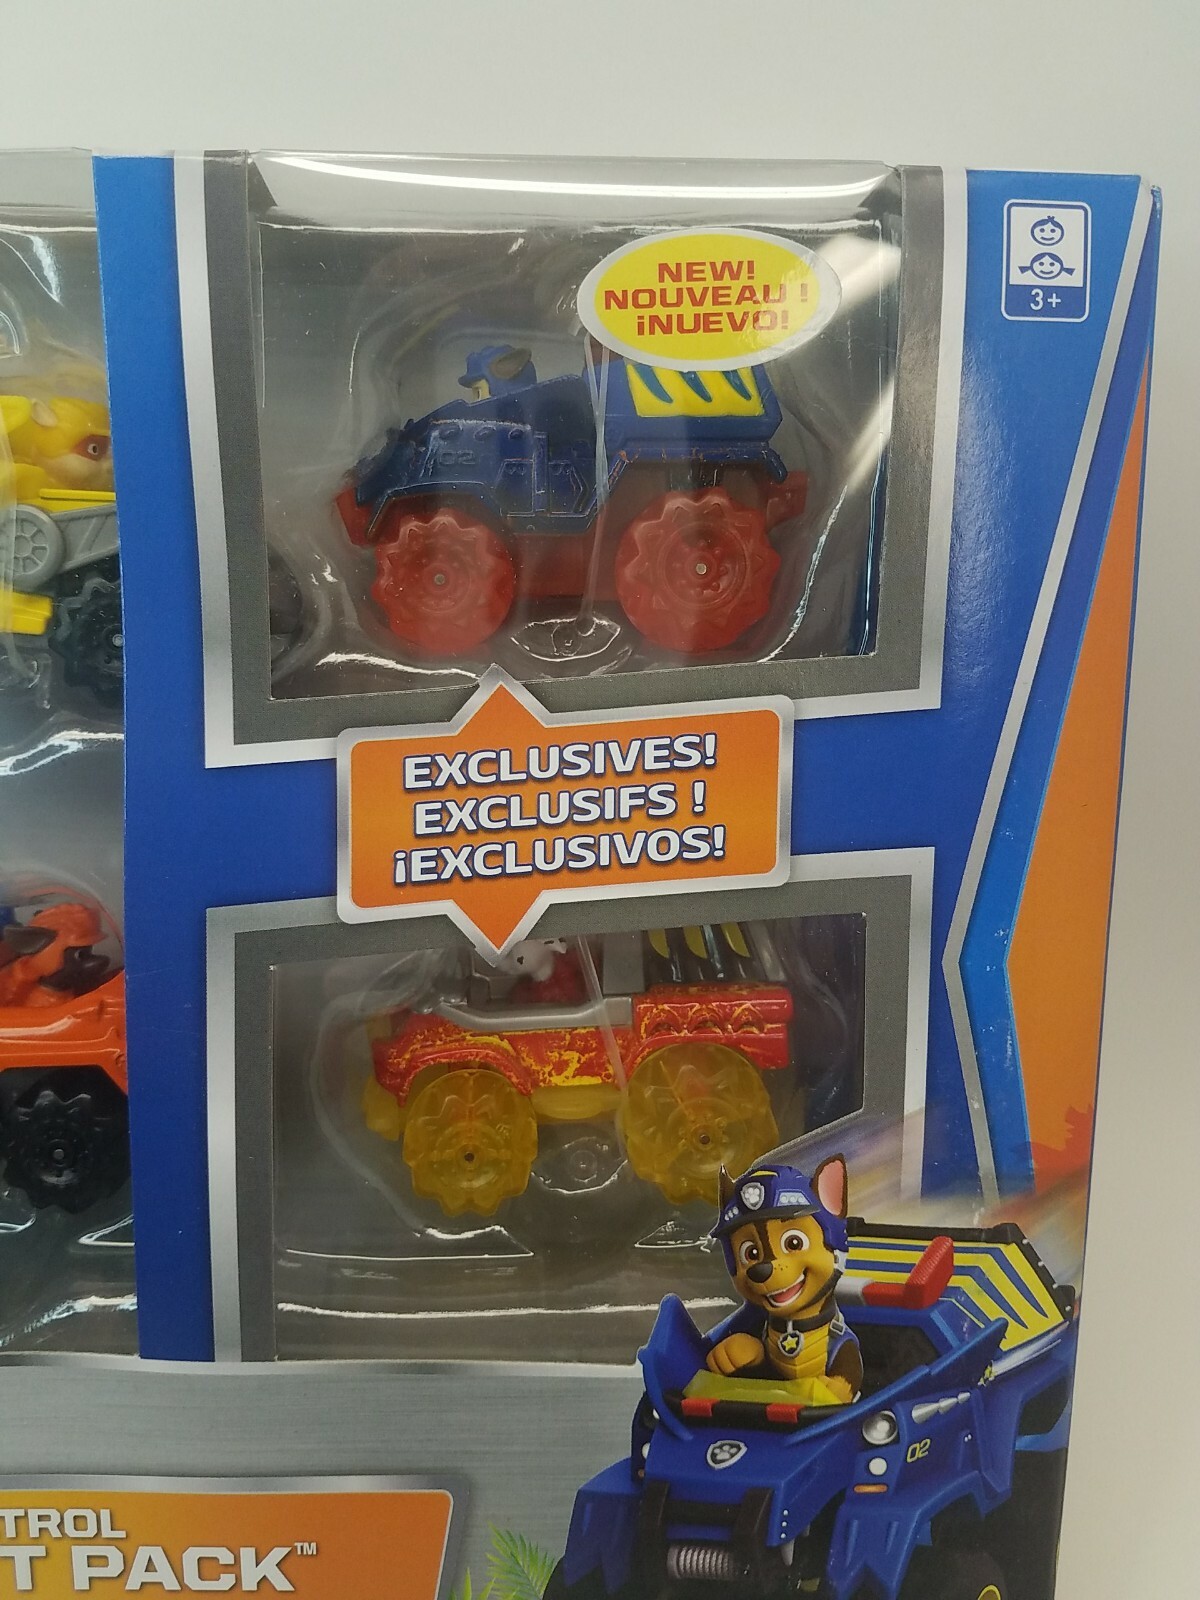 NEW!
NOUVEAU !
¡NUEVO!
3+
02
EXCLUSIVES!
EXCLUSIFS !
¡EXCLUSIVOS!
02
TROL
T PACK™